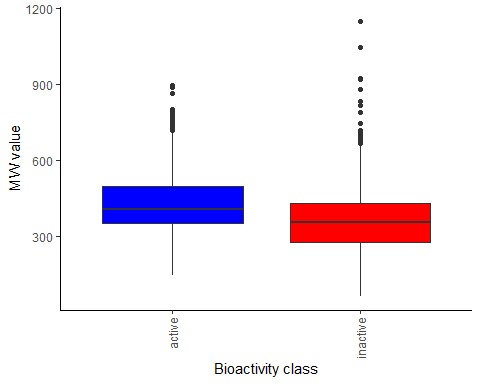 1200
900
600
300
MW value
active
inactive
Bioactivity class